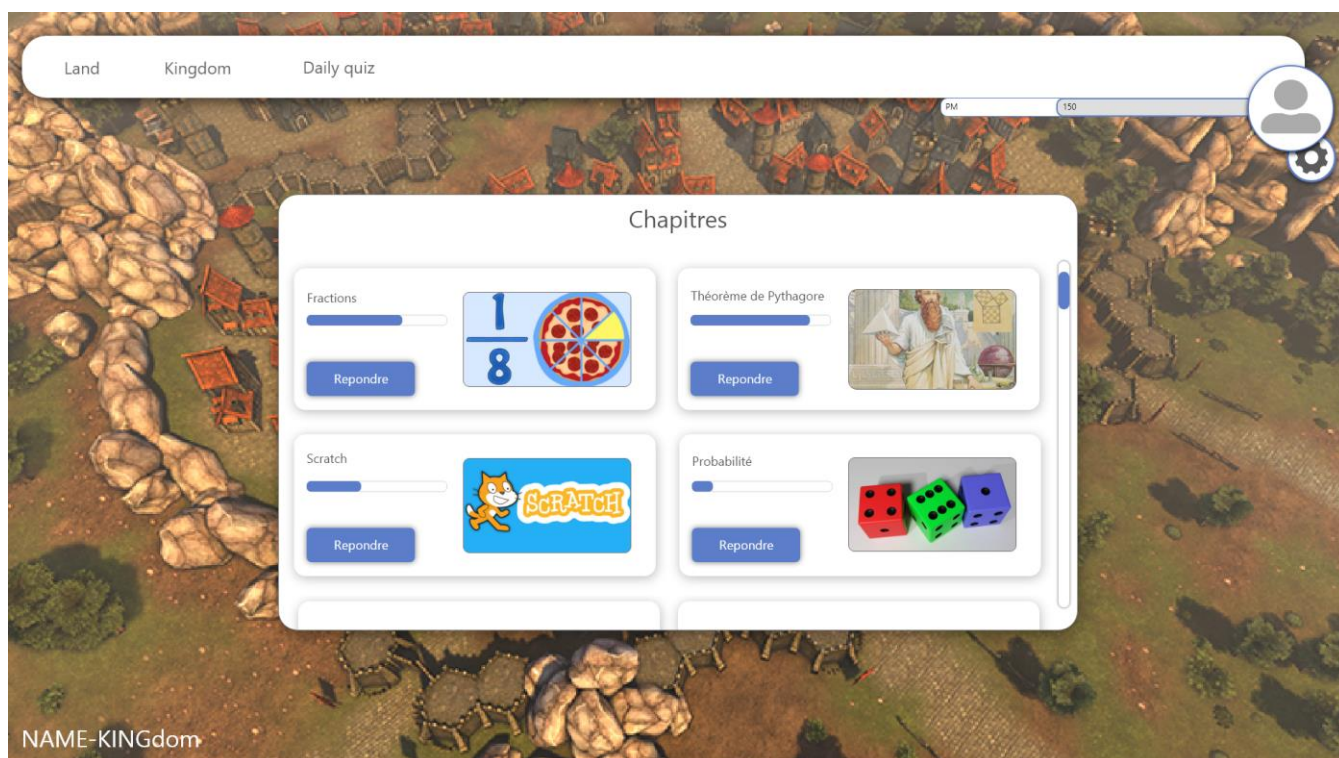 Land
Kingdom
Daily quiz
PM
150
Chapitres
Fractions
Repondre
1
8
Théorème de Pythagore
Repondre
Scratch
Repondre
SCRATCH
Probabilité
Repondre
NAME-KINGdom